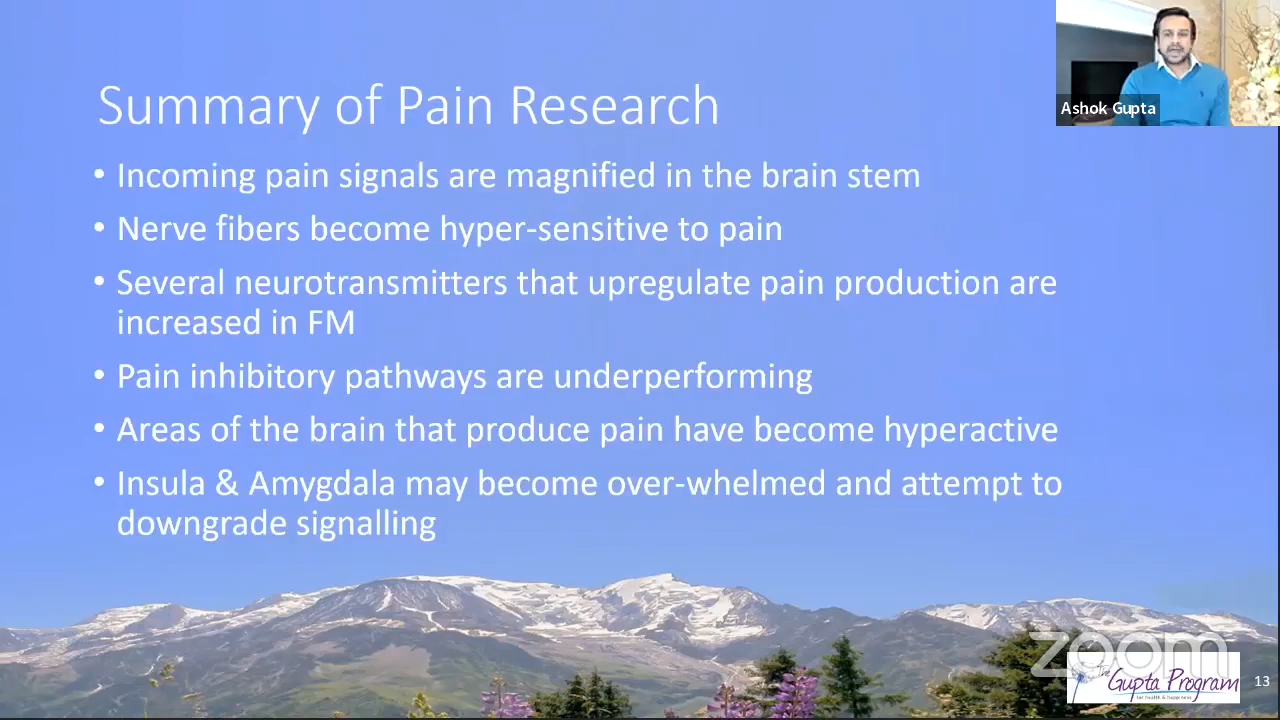 Ashok Gupta
Summary of Pain Research
• Incoming pain signals are magnified in the brain stem
• Nerve fibers become hyper-sensitive to pain
• Several neurotransmitters that upregulate pain production are
increased in FM
• Pain inhibitory pathways are underperforming
• Areas of the brain that produce pain have become hyperactive
• Insula & Amygdala may become over-whelmed and attempt to
downgrade signalling
zoom
The
Gupta Program
for health & happiness
13